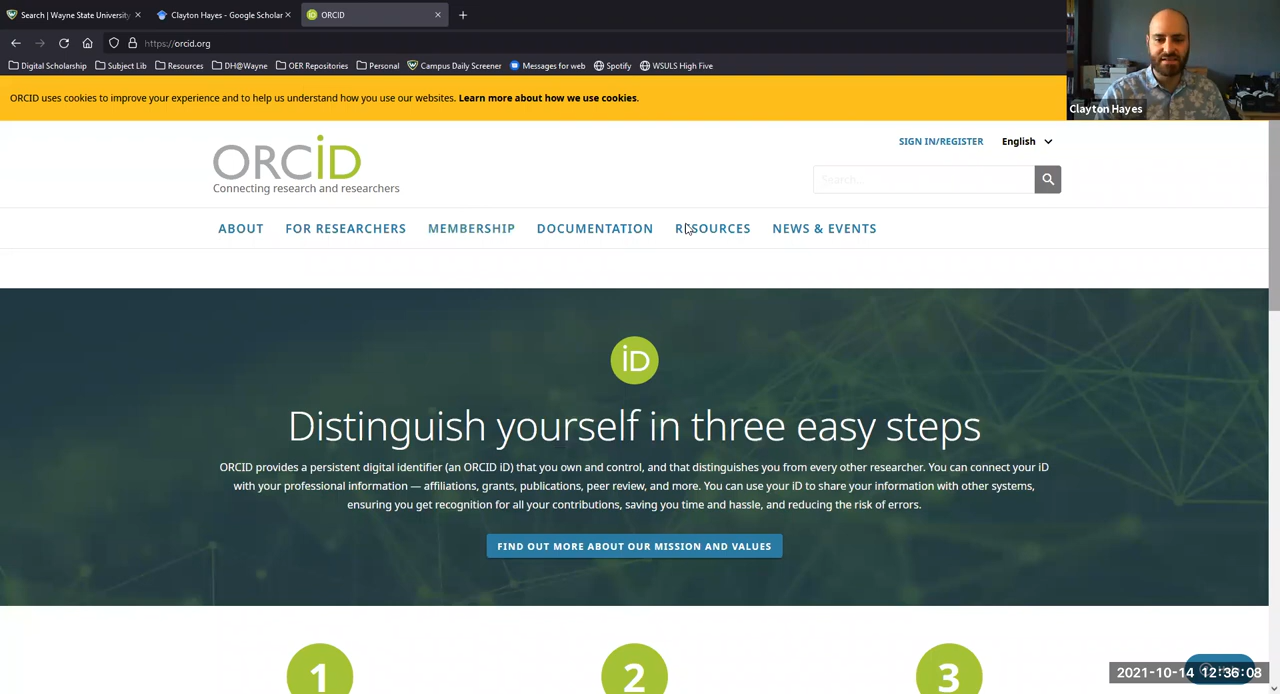 Search | Wayne State University
Clayton Hayes - Google Scholar
ORCID
https://orcid.org
Digital Scholarship
Subject Lib
Resources
DH@Wayne
OER Repositories
Personal
Campus Daily Screener
Messages for web
Spotify
WSULS High Five
Clayton Hayes
ORCID uses cookies to improve your experience and to help us understand how you use our websites. Learn more about how we use cookies.
ORCiD
Connecting research and researchers
SIGN IN/REGISTER
English
Search...
ABOUT
FOR RESEARCHERS
MEMBERSHIP
DOCUMENTATION
RESOURCES
NEWS & EVENTS
iD
Distinguish yourself in three easy steps
ORCID provides a persistent digital identifier (an ORCID iD) that you own and control, and that distinguishes you from every other researcher. You can connect your iD
with your professional information — affiliations, grants, publications, peer review, and more. You can use your iD to share your information with other systems,
ensuring you get recognition for all your contributions, saving you time and hassle, and reducing the risk of errors.
FIND OUT MORE ABOUT OUR MISSION AND VALUES
1
2
3
2021-10-14 12:36:08